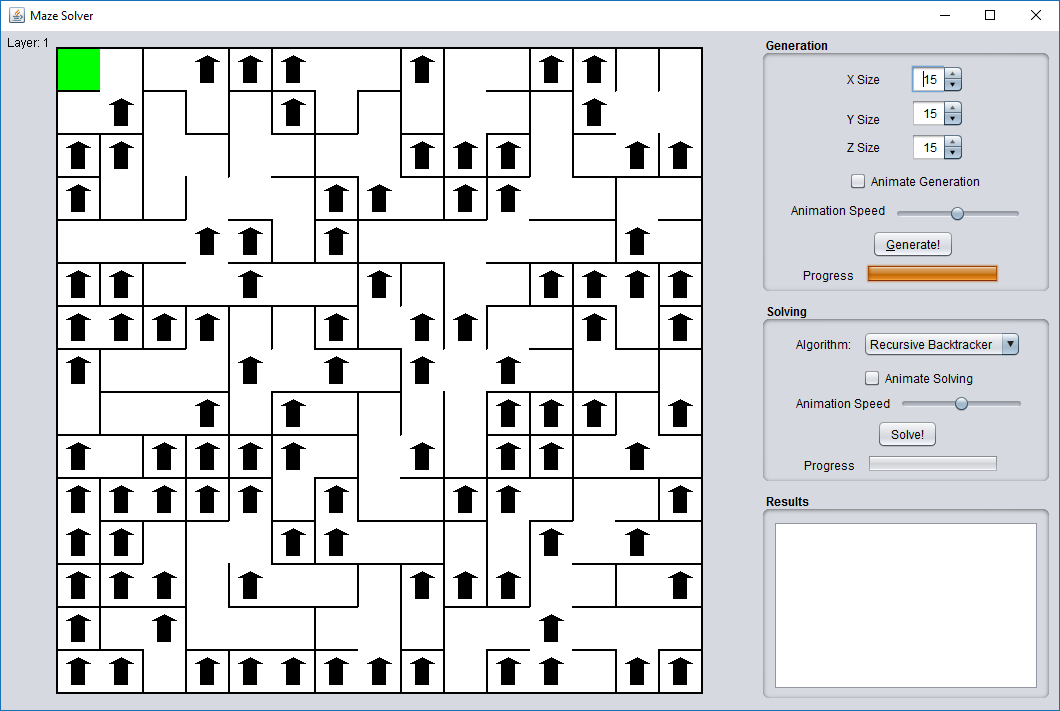 Maze Solver
Layer: 1
Generation
X Size 15
Y Size 15
Z Size 15
Animate Generation
Animation Speed
Generate!
Progress
Solving
Algorithm: Recursive Backtracker
Animate Solving
Animation Speed
Solve!
Progress
Results